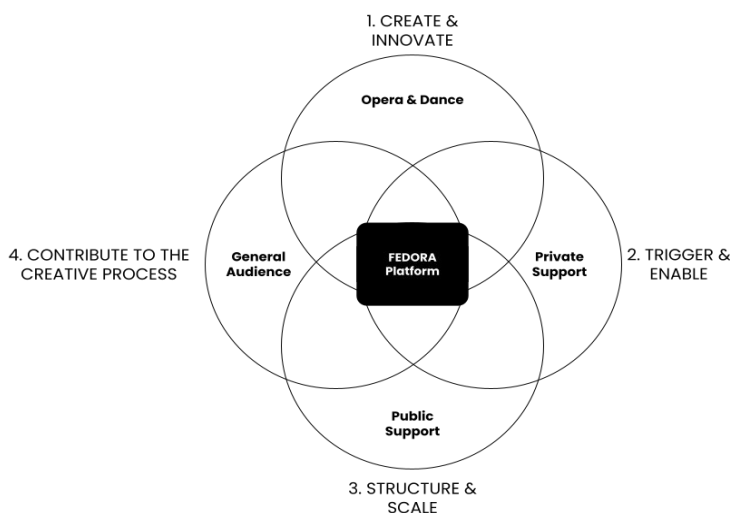 1. CREATE &
INNOVATE
Opera & Dance
4. CONTRIBUTE TO THE
CREATIVE PROCESS
General
Audience
FEDORA
Platform
Private
Support
2. TRIGGER &
ENABLE
Public
Support
3. STRUCTURE &
SCALE